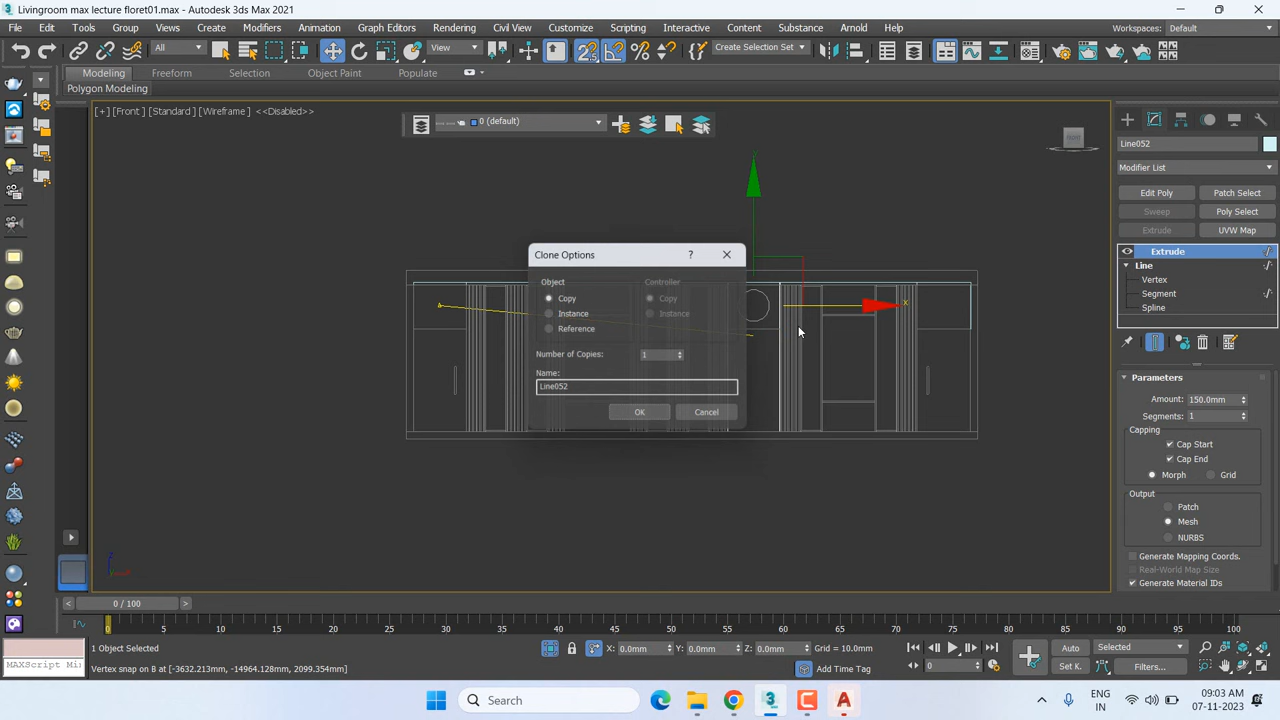 Livingroom max lecture floret01.max - Autodesk 3ds Max 2021
File Edit Tools Group Views Create Modifiers Animation Graph Editors Rendering Civil View Customize Scripting Interactive Content Substance Arnold Help
Workspaces: Default
All
View
Create Selection Set
Modeling Freeform Selection Object Paint Populate
Polygon Modeling
[+] [Front] [Standard] [Wireframe] <<Disabled>>
0 (default)
FRONT
Line052
Modifier List
Edit Poly Patch Select
Sweep Poly Select
Extrude UVW Map
Extrude
Line
Vertex
Segment
Spline
Clone Options ?
Object Controller
Copy Copy
Instance Instance
Reference
Number of Copies: 1
Name:
Line052
OK Cancel
x
Parameters
Amount: 150.0mm
Segments: 1
Capping
Cap Start
Cap End
Morph Grid
Output
Patch
Mesh
NURBS
Generate Mapping Coords.
Real-World Map Size
Generate Material IDs
< 0 / 100 >
0 5 10 15 20 25 30 35 40 45 50 55 60 65 70 75 80 85 90 95 100
1 Object Selected
X: 0.0mm Y: 0.0mm Z: 0.0mm Grid = 10.0mm
Auto Selected
MAXScript Mi
Vertex snap on B at [-3632.213mm, -14964.128mm, 2099.354mm]
Add Time Tag
0
Set K. Filters...
Search
3
MAX
A
ENG
IN
09:03 AM
07-11-2023